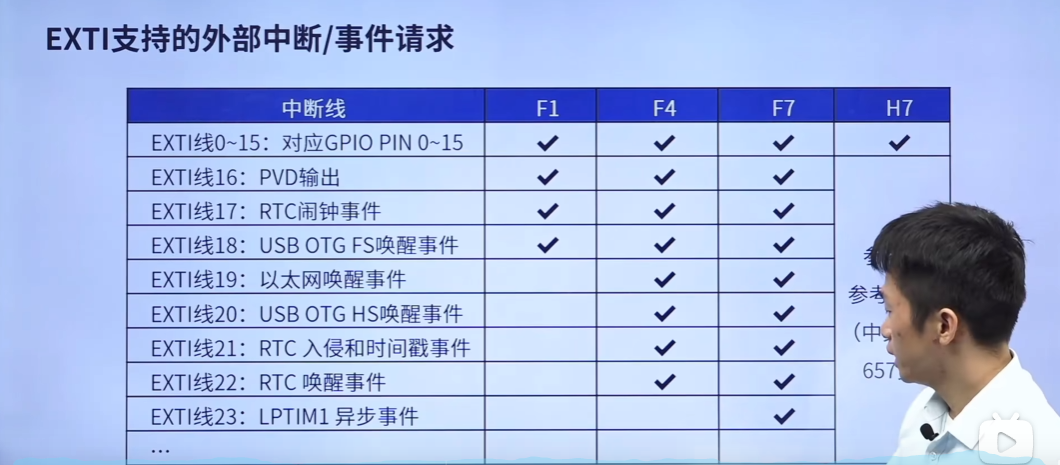 EXTI支持的外部中断/事件请求
中断线 F1 F4 F7 H7
EXTI线0~15：对应GPIO PIN 0~15 ✓ ✓ ✓ ✓
EXTI线16：PVD输出 ✓ ✓ ✓
EXTI线17：RTC闹钟事件 ✓ ✓ ✓
EXTI线18：USB OTG FS唤醒事件 ✓ ✓ ✓
EXTI线19：以太网唤醒事件 ✓ ✓
EXTI线20：USB OTG HS唤醒事件 ✓ ✓
参考
EXTI线21：RTC 入侵和时间戳事件 ✓ ✓
（中
EXTI线22：RTC 唤醒事件 ✓ ✓
657
EXTI线23：LPTIM1 异步事件 ✓
...